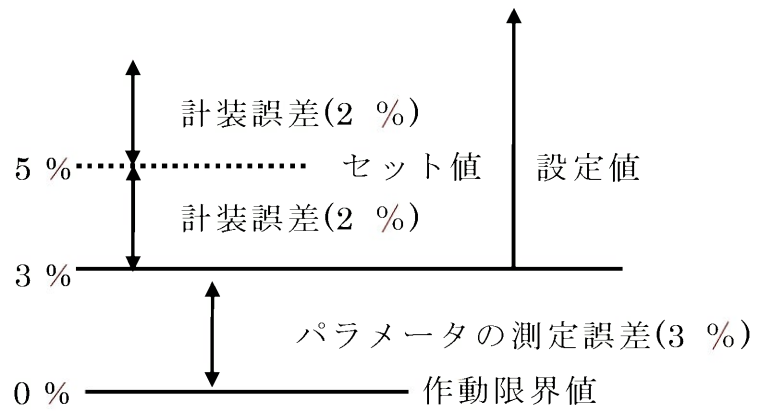 計装誤差(2 %)
5 % セット値 設定値
計装誤差(2 %)
3 %
パラメータの測定誤差(3 %)
0 % 作動限界値